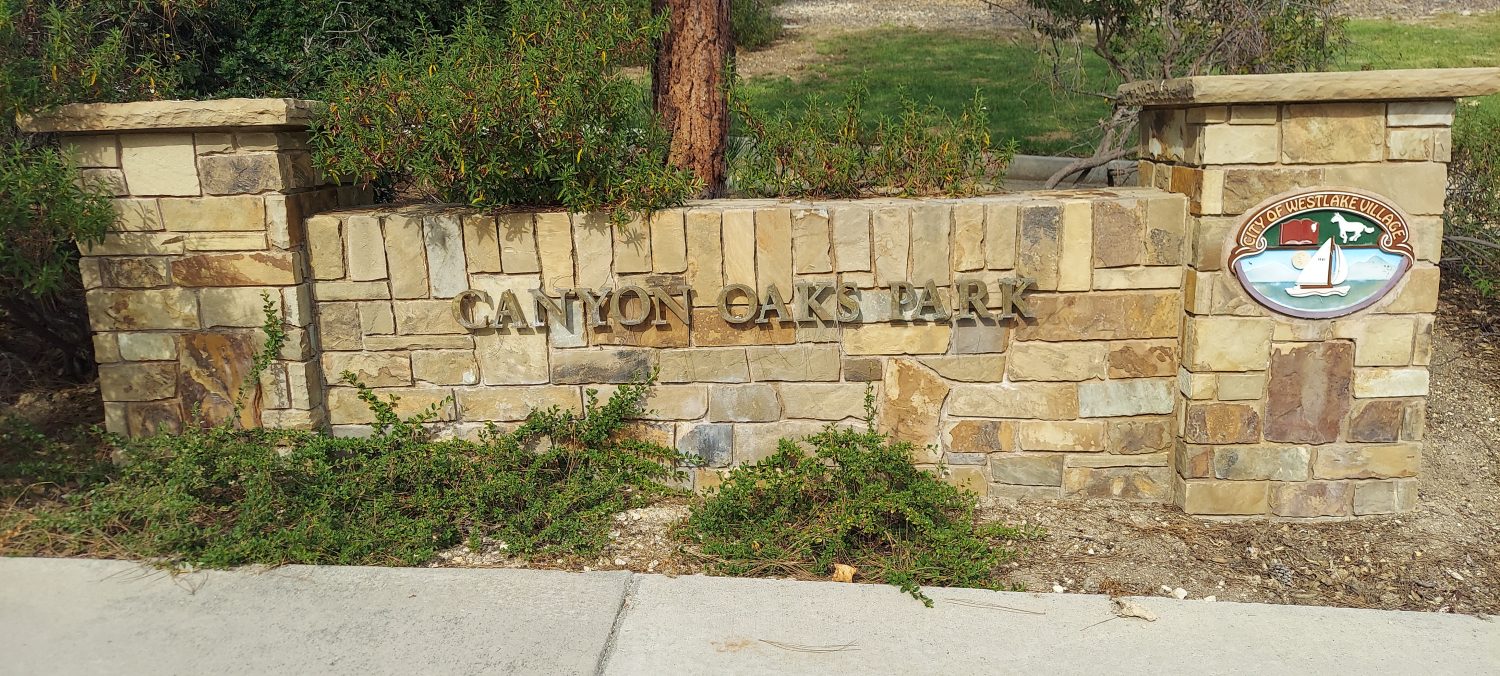 CANYON OAKS PARK
CITY OF WESTLAKE VILLAGE